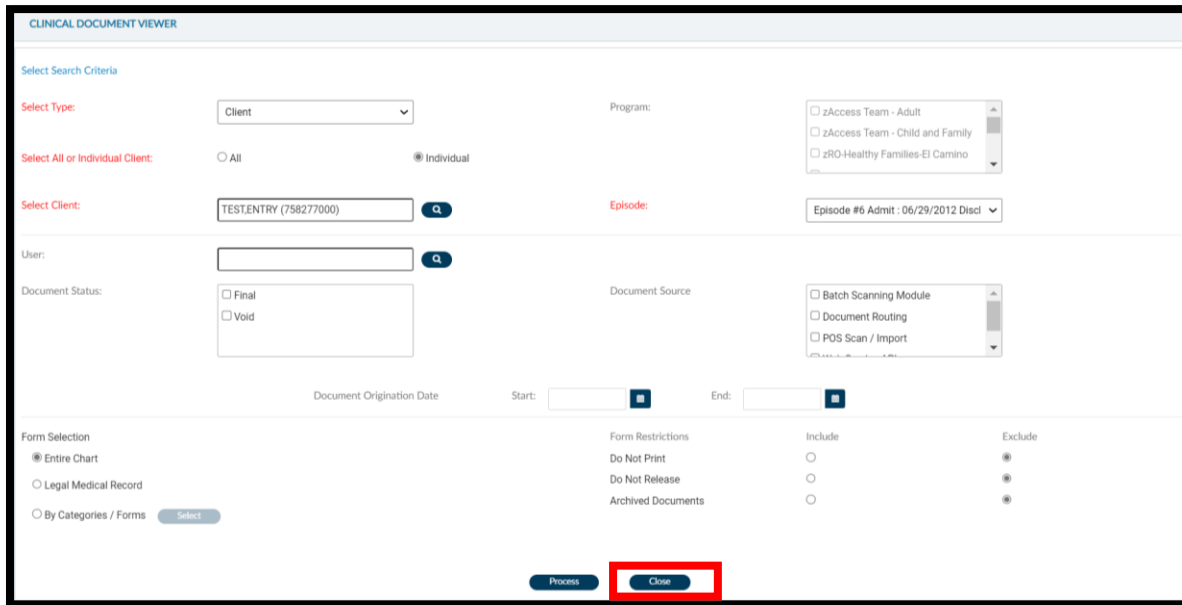 CLINICAL DOCUMENT VIEWER
Select Search Criteria
Select Type:
Client
Program:
zAccess Team - Adult
zAccess Team - Child and Family
zRO-Healthy Families-El Camino
Select All or Individual Client:
All
Individual
Select Client:
TEST,ENTRY (758277000)
Episode:
Episode #6 Admit : 06/29/2012 Discl
User:
Document Status:
Final
Void
Document Source
Batch Scanning Module
Document Routing
POS Scan / Import
Document Origination Date
Start:
End:
Form Selection
Entire Chart
Legal Medical Record
By Categories / Forms
Select
Form Restrictions
Include
Exclude
Do Not Print
Do Not Release
Archived Documents
Process
Close